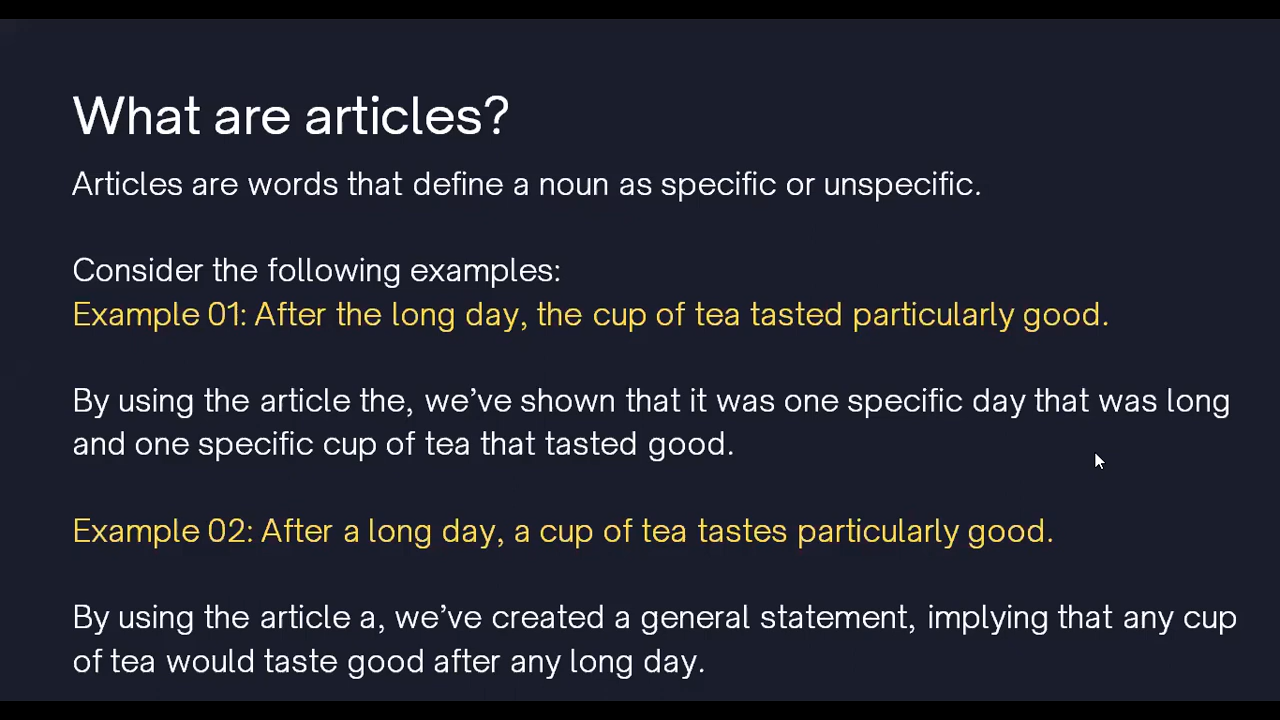 What are articles?
Articles are words that define a noun as specific or unspecific.
Consider the following examples:
Example 01: After the long day, the cup of tea tasted particularly good.
By using the article the, we’ve shown that it was one specific day that was long
and one specific cup of tea that tasted good.
Example 02: After a long day, a cup of tea tastes particularly good.
By using the article a, we’ve created a general statement, implying that any cup
of tea would taste good after any long day.